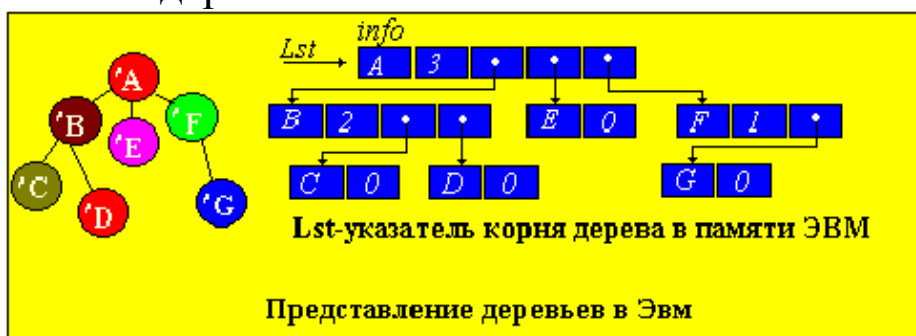 info
Lst
A 3
'A
'B
'E
'F
B 2
E 0
F 1
'C
'D
'G
C 0
D 0
G 0
Lst-указатель корня дерева в памяти ЭВМ
Представление деревьев в Эвм